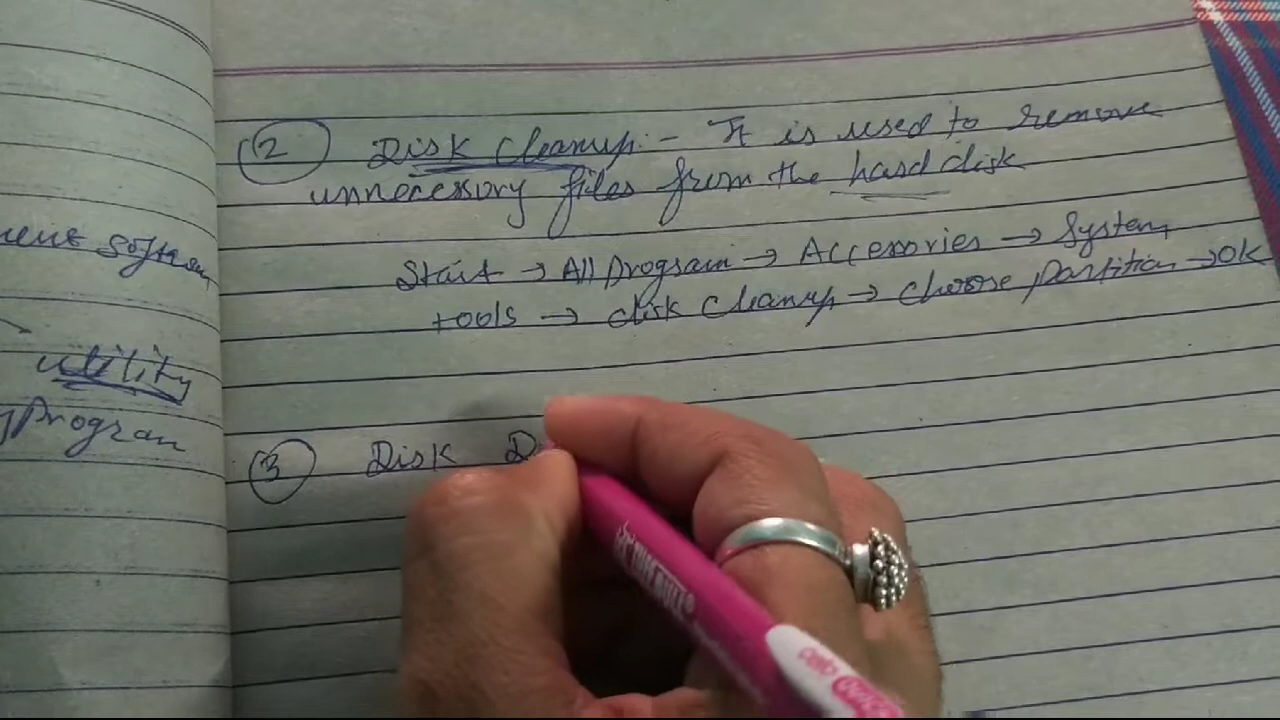 ② Disk Cleanup :- It is used to remove
unnecessory files from the hard disk
Start → All program → Accessories → System
tools → disk Cleanup → Choose partition → OK
③ Disk D
utility
program